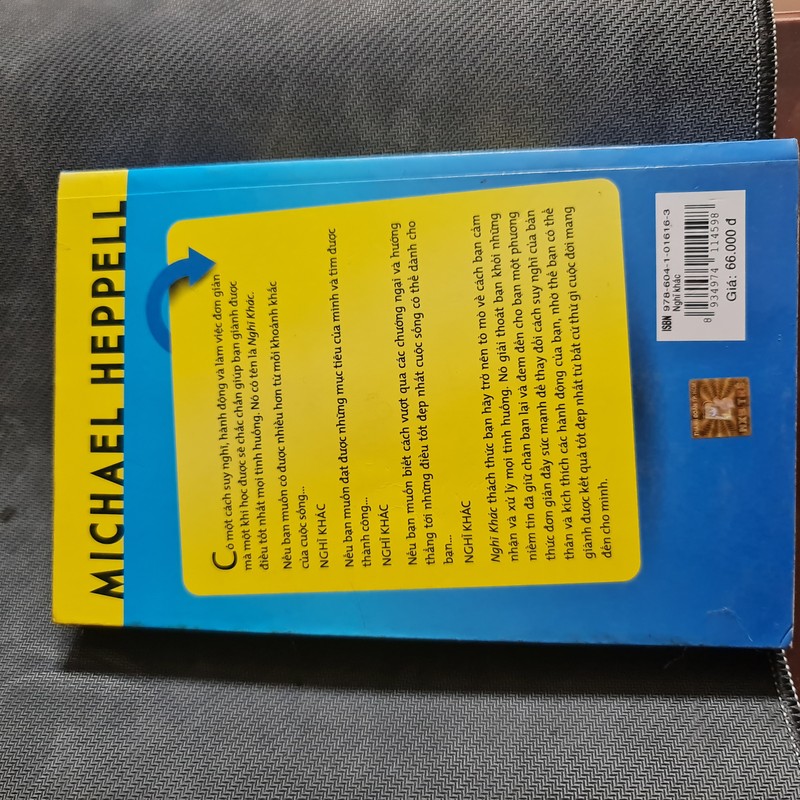 MICHAEL HEPPELL
Có một cách suy nghĩ, hành động và làm việc đơn giản
mà một khi học được sẽ chắc chắn giúp bạn giành được
điều tốt nhất mọi tình huống. Nó có tên là Nghĩ Khác.
Nếu bạn muốn có được nhiều hơn từ mỗi khoảnh khắc
của cuộc sống...
NGHĨ KHÁC
Nếu bạn muốn đạt được những mục tiêu của mình và tìm được
thành công...
NGHĨ KHÁC
Nếu bạn muốn biết cách vượt qua các chướng ngại và hướng
thẳng tới những điều tốt đẹp nhất cuộc sống có thể dành cho
bạn...
NGHĨ KHÁC
Nghĩ Khác thách thức bạn hãy trở nên tò mò về cách bạn cảm
nhận và xử lý mọi tình huống. Nó giải thoát bạn khỏi những
niềm tin đã giữ chân bạn lại và đem đến cho bạn một phương
thức đơn giản đầy sức mạnh để thay đổi cách suy nghĩ của bản
thân và kích thích các hành động của bạn, nhờ thế bạn có thể
giành được kết quả tốt đẹp nhất từ bất cứ thứ gì cuộc đời mang
đến cho mình.
ISBN 978-604-1-01616-3
Nghĩ khác
8 934974 114598
Giá: 66.000 đ